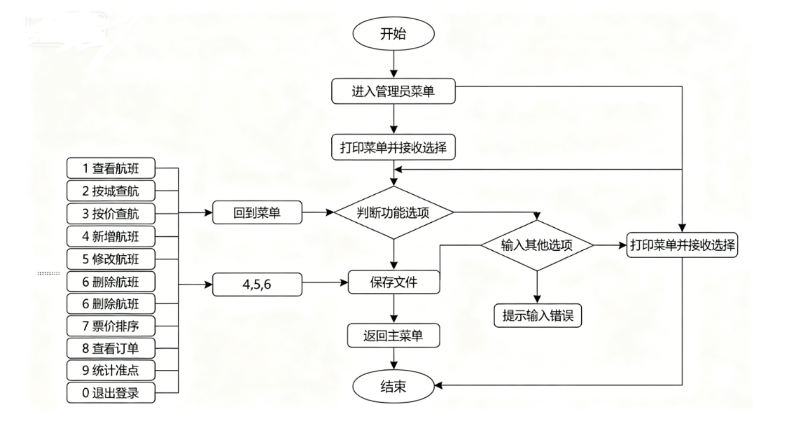 开始
进入管理员菜单
打印菜单并接收选择
1 查看航班
2 按城查航
3 按价查航
4 新增航班
5 修改航班
6 删除航班
6 删除航班
7 票价排序
8 查看订单
9 统计准点
0 退出登录
回到菜单
4,5,6
判断功能选项
保存文件
返回主菜单
结束
输入其他选项
提示输入错误
打印菜单并接收选择